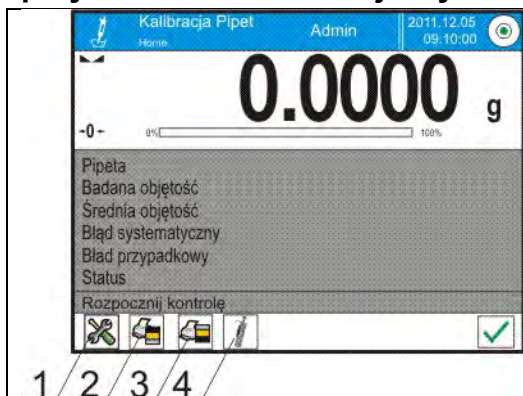 Kalibracja Pipet
Home
Admin
2011.12.05
09:10:00
0.0000 g
-0-
0%
100%
Pipeta
Badana objętość
Średnia objętość
Błąd systematyczny
Bład przypadkowy
Status
Rozpocznij kontrolę
1 2 3 4